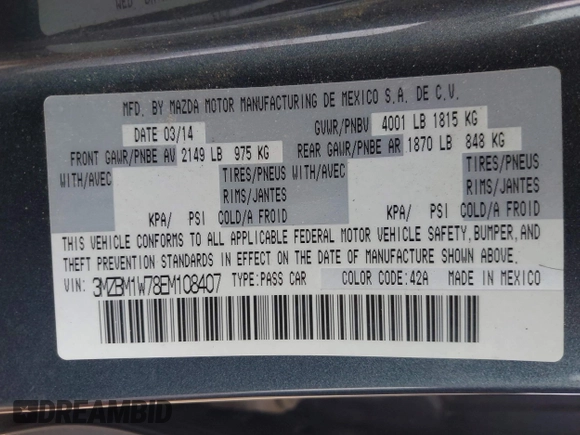 MFD. BY MAZDA MOTOR MANUFACTURING DE MEXICO S.A. DE C.V.
DATE 03/14 GVWR/PNBV 4001 LB 1815 KG
FRONT GAWR/PNBE AV 2149 LB 975 KG REAR GAWR/PNBE AR 1870 LB 848 KG
WITH/AVEC TIRES/PNEUS WITH/AVEC TIRES/PNEUS
RIMS/JANTES RIMS/JANTES
KPA/ PSI COLD/A FROID KPA/ PSI COLD/A FROID
THIS VEHICLE CONFORMS TO ALL APPLICABLE FEDERAL MOTOR VEHICLE SAFETY, BUMPER, AND
THEFT PREVENTION STANDARDS IN EFFECT ON THE DATE OF MANUFACTURE SHOWN ABOVE.
VIN: 3MZBM1W78EM108407 TYPE:PASS CAR COLOR CODE:42A MADE IN MEXICO
DREAMBID